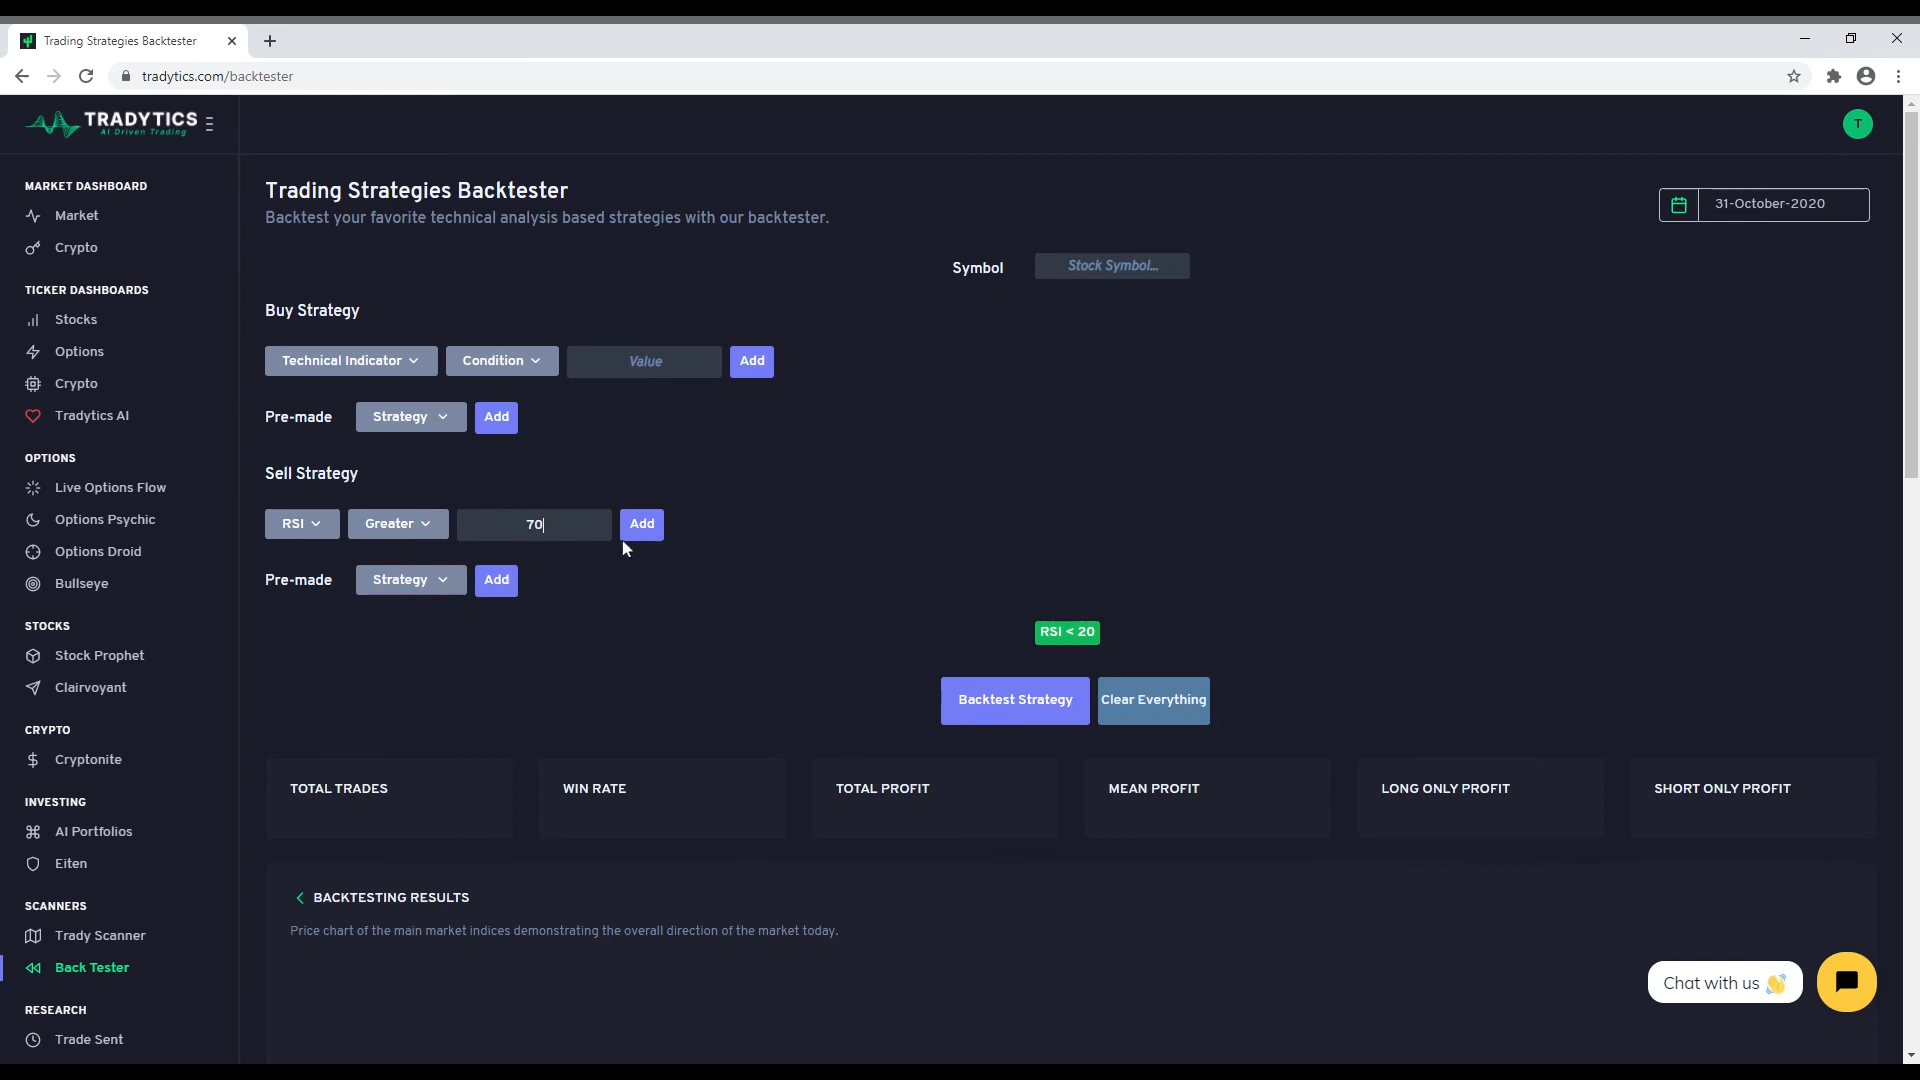 Trading Strategies Backtester
tradytics.com/backtester
TRADYTICS
AI Driven Trading
T
MARKET DASHBOARD
Market
Crypto
TICKER DASHBOARDS
Stocks
Options
Crypto
Tradytics AI
OPTIONS
Live Options Flow
Options Psychic
Options Droid
Bullseye
STOCKS
Stock Prophet
Clairvoyant
CRYPTO
Cryptonite
INVESTING
AI Portfolios
Eiten
SCANNERS
Trady Scanner
Back Tester
RESEARCH
Trade Sent
Trading Strategies Backtester
Backtest your favorite technical analysis based strategies with our backtester.
31-October-2020
Symbol Stock Symbol...
Buy Strategy
Technical Indicator Condition Value Add
Pre-made Strategy Add
Sell Strategy
RSI Greater 70 Add
Pre-made Strategy Add
RSI < 20
Backtest Strategy Clear Everything
TOTAL TRADES WIN RATE TOTAL PROFIT MEAN PROFIT LONG ONLY PROFIT SHORT ONLY PROFIT
BACKTESTING RESULTS
Price chart of the main market indices demonstrating the overall direction of the market today.
Chat with us 👋